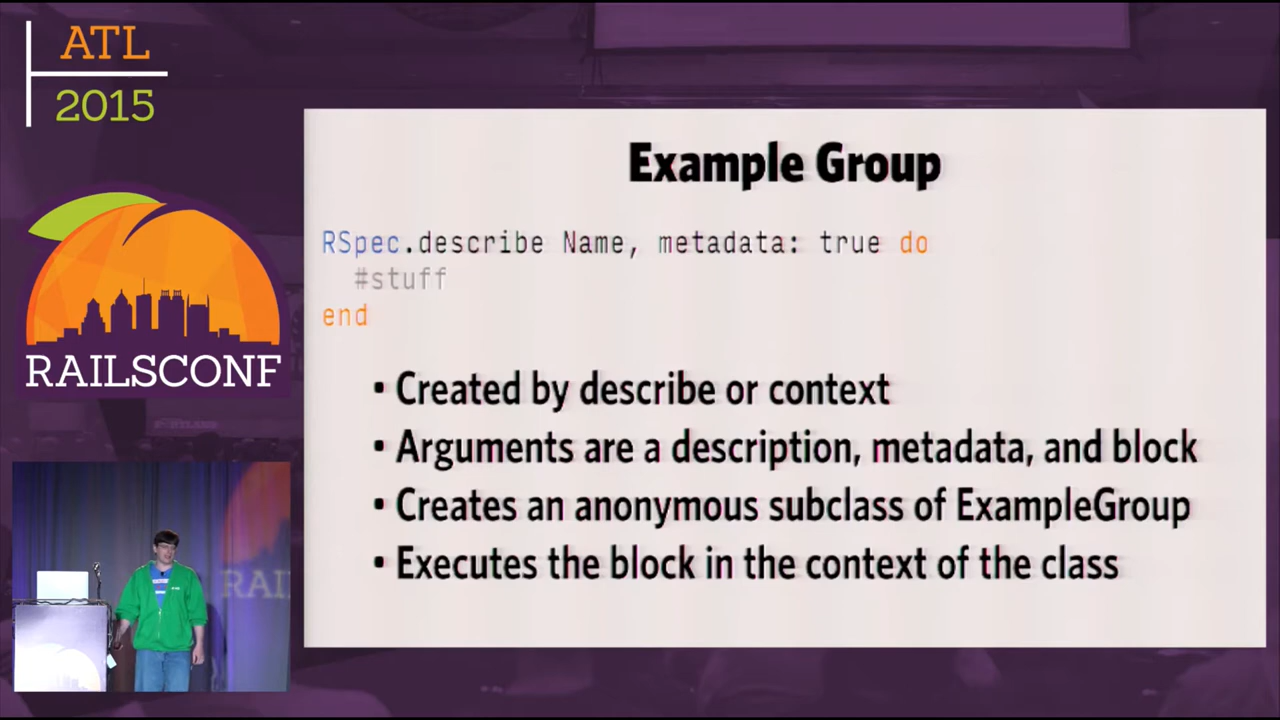 ATL
2015
RAILSCONF
Example Group
RSpec.describe Name, metadata: true do
#stuff
end
• Created by describe or context
• Arguments are a description, metadata, and block
• Creates an anonymous subclass of ExampleGroup
• Executes the block in the context of the class
RAI